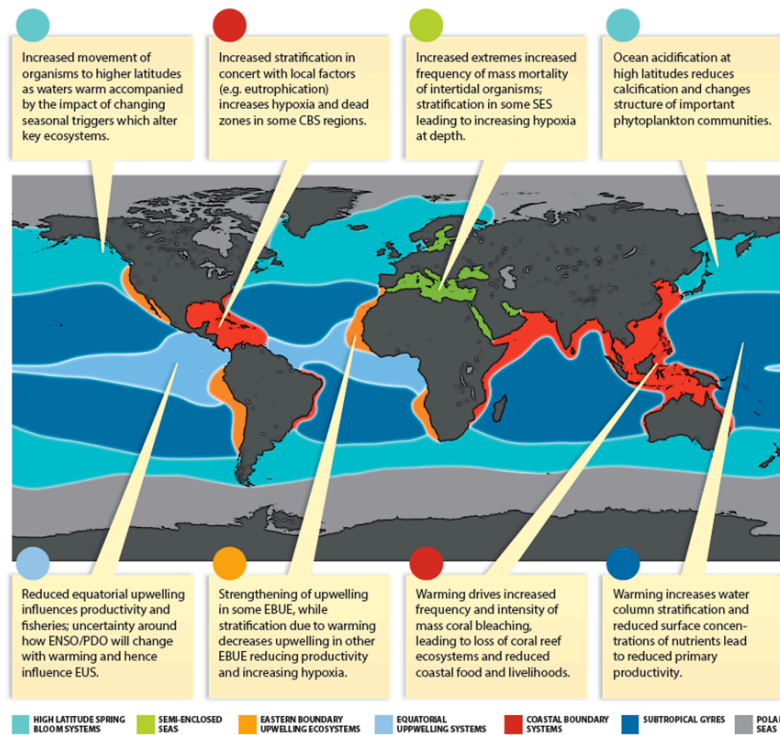 Increased movement of
organisms to higher latitudes
as waters warm accompanied
by the impact of changing
seasonal triggers which alter
key ecosystems.
Increased stratification in
concert with local factors
(e.g. eutrophication)
increases hypoxia and dead
zones in some CBS regions.
Increased extremes increased
frequency of mass mortality
of intertidal organisms;
stratification in some SES
leading to increasing hypoxia
at depth.
Ocean acidification at
high latitudes reduces
calcification and changes
structure of important
phytoplankton communities.
Reduced equatorial upwelling
influences productivity and
fisheries; uncertainty around
how ENSO/PDO will change
with warming and hence
influence EUS.
Strengthening of upwelling
in some EBUE, while
stratification due to warming
decreases upwelling in other
EBUE reducing productivity
and increasing hypoxia.
Warming drives increased
frequency and intensity of
mass coral bleaching,
leading to loss of coral reef
ecosystems and reduced
coastal food and livelihoods.
Warming increases water
column stratification and
reduced surface concen-
trations of nutrients lead
to reduced primary
productivity.
HIGH LATITUDE SPRING
BLOOM SYSTEMS
SEMI-ENCLOSED
SEAS
EASTERN BOUNDARY
UPWELLING ECOSYSTEMS
EQUATORIAL
UPPWELLING SYSTEMS
COASTAL BOUNDARY
SYSTEMS
SUBTROPICAL GYRES
POLA
SEAS